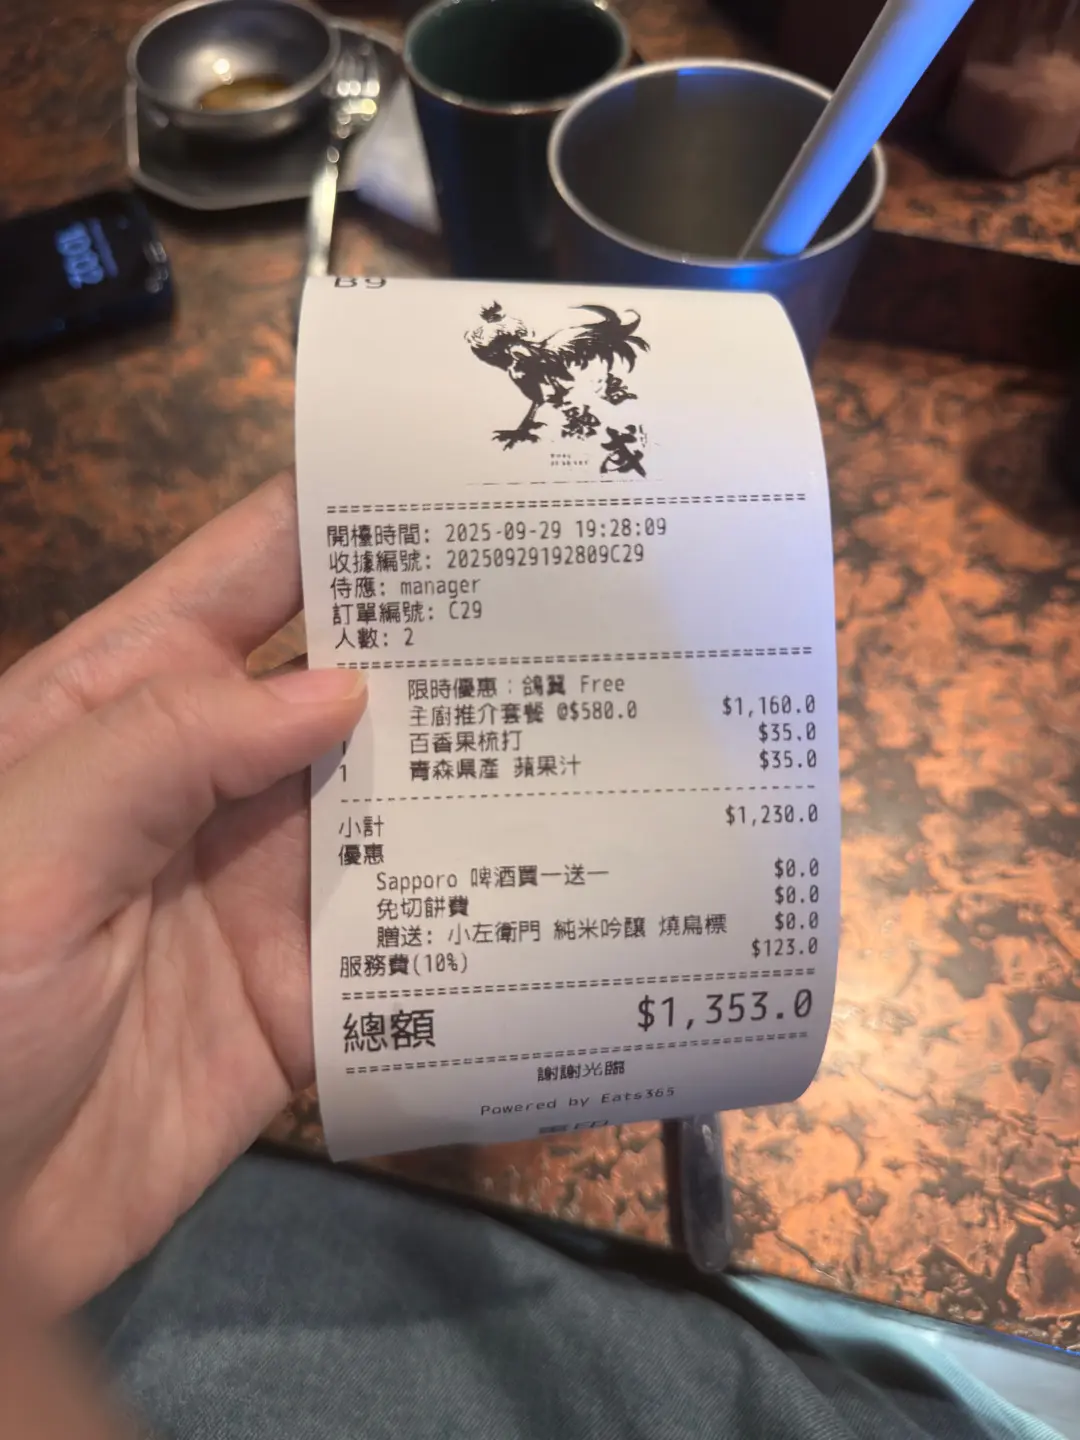 10:02
B9
燃
成
開檯時間: 2025-09-29 19:28:09
收據編號: 20250929192809C29
侍應: manager
訂單編號: C29
人數: 2
限時優惠：鴿翼 Free
主廚推介套餐 @$580.0 $1,160.0
1 百香果梳打 $35.0
1 青森県產 蘋果汁 $35.0
小計 $1,230.0
優惠
Sapporo 啤酒買一送一 $0.0
免切餅費 $0.0
贈送: 小左衛門 純米吟釀 燒鳥標 $0.0
服務費(10%) $123.0
總額 $1,353.0
謝謝光臨
Powered by Eats365